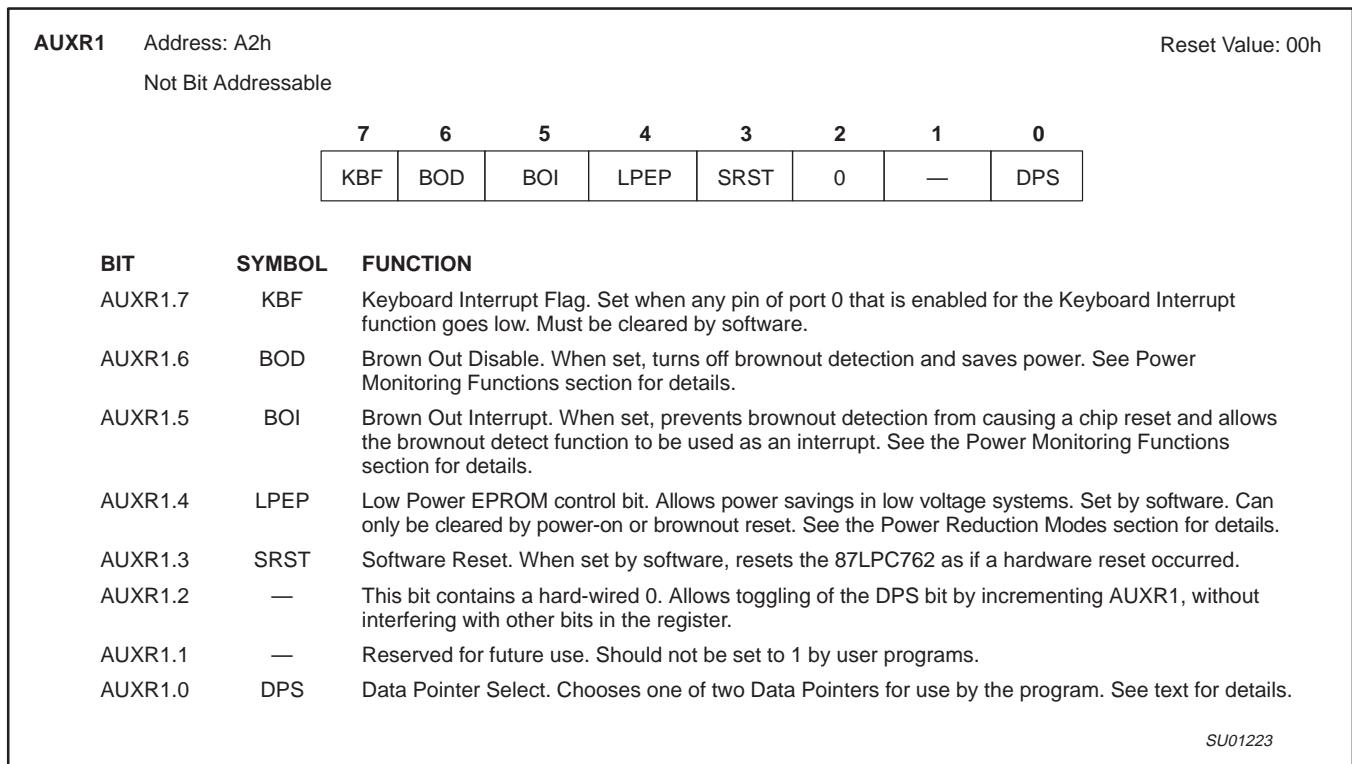 AUXR1 Address: A2h Reset Value: 00h
Not Bit Addressable
7 6 5 4 3 2 1 0
KBF BOD BOI LPEP SRST 0 — DPS
BIT SYMBOL FUNCTION
AUXR1.7 KBF Keyboard Interrupt Flag. Set when any pin of port 0 that is enabled for the Keyboard Interrupt
function goes low. Must be cleared by software.
AUXR1.6 BOD Brown Out Disable. When set, turns off brownout detection and saves power. See Power
Monitoring Functions section for details.
AUXR1.5 BOI Brown Out Interrupt. When set, prevents brownout detection from causing a chip reset and allows
the brownout detect function to be used as an interrupt. See the Power Monitoring Functions
section for details.
AUXR1.4 LPEP Low Power EPROM control bit. Allows power savings in low voltage systems. Set by software. Can
only be cleared by power-on or brownout reset. See the Power Reduction Modes section for details.
AUXR1.3 SRST Software Reset. When set by software, resets the 87LPC762 as if a hardware reset occurred.
AUXR1.2 — This bit contains a hard-wired 0. Allows toggling of the DPS bit by incrementing AUXR1, without
interfering with other bits in the register.
AUXR1.1 — Reserved for future use. Should not be set to 1 by user programs.
AUXR1.0 DPS Data Pointer Select. Chooses one of two Data Pointers for use by the program. See text for details.
SU01223